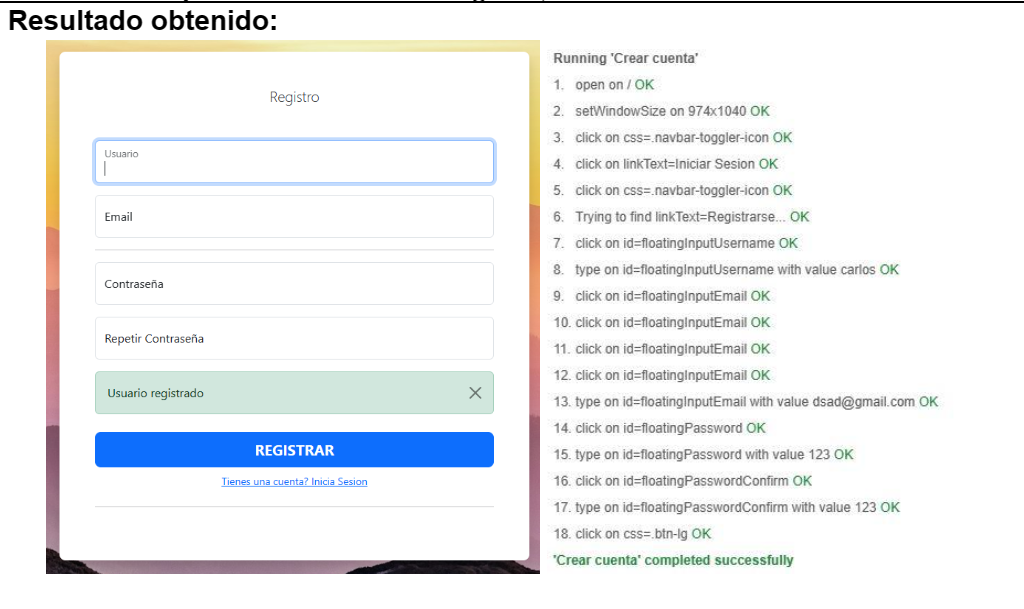 Resultado obtenido:
Registro
Usuario
Email
Contraseña
Repetir Contraseña
Usuario registrado
REGISTRAR
Tienes una cuenta? Inicia Sesion
Running 'Crear cuenta'
1. open on / OK
2. setWindowSize on 974x1040 OK
3. click on css=.navbar-toggler-icon OK
4. click on linkText=Iniciar Sesion OK
5. click on css=.navbar-toggler-icon OK
6. Trying to find linkText=Registrarse... OK
7. click on id=floatingInputUsername OK
8. type on id=floatingInputUsername with value carlos OK
9. click on id=floatingInputEmail OK
10. click on id=floatingInputEmail OK
11. click on id=floatingInputEmail OK
12. click on id=floatingInputEmail OK
13. type on id=floatingInputEmail with value dsad@gmail.com OK
14. click on id=floatingPassword OK
15. type on id=floatingPassword with value 123 OK
16. click on id=floatingPasswordConfirm OK
17. type on id=floatingPasswordConfirm with value 123 OK
18. click on css=.btn-lg OK
'Crear cuenta' completed successfully